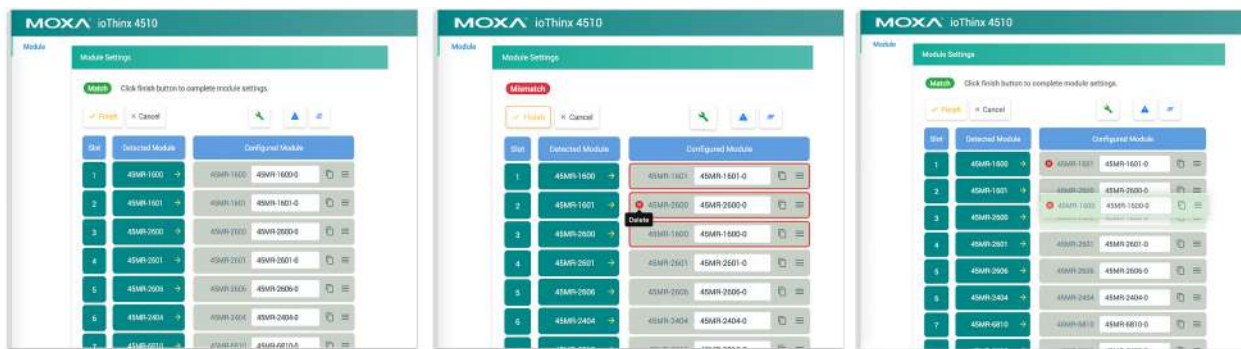 MOXA ioThinx 4510
Module
Module Settings
Match Click finish button to complete module settings.
Finish × Cancel
Slot Detected Module Configured Module
1 45MR-1600 → 45MR-1600 45MR-1600-0
2 45MR-1601 → 45MR-1601 45MR-1601-0
3 45MR-2600 → 45MR-2600 45MR-2600-0
4 45MR-2601 → 45MR-2601 45MR-2601-0
5 45MR-2606 → 45MR-2606 45MR-2606-0
6 45MR-2404 → 45MR-2404 45MR-2404-0
7 45MR-6810 45MR-6810 45MR-6810-0
MOXA ioThinx 4510
Module
Module Settings
Mismatch
Finish × Cancel
Slot Detected Module Configured Module
1 45MR-1600 → 45MR-1601 45MR-1601-0
2 45MR-1601 → 45MR-2600 45MR-2600-0
Delete
3 45MR-2600 → 45MR-1600 45MR-1600-0
4 45MR-2601 → 45MR-2601 45MR-2601-0
5 45MR-2606 → 45MR-2606 45MR-2606-0
6 45MR-2404 → 45MR-2404 45MR-2404-0
MOXA ioThinx 4510
Module
Module Settings
Match Click finish button to complete module settings.
Finish × Cancel
Slot Detected Module Configured Module
1 45MR-1600 → 45MR-1601 45MR-1601-0
2 45MR-1601 → 45MR-2600 45MR-2600-0
45MR-1600 45MR-1600-0
3 45MR-2600 →
4 45MR-2601 → 45MR-2601 45MR-2601-0
5 45MR-2606 → 45MR-2606 45MR-2606-0
6 45MR-2404 → 45MR-2404 45MR-2404-0
7 45MR-6810 → 45MR-6810 45MR-6810-0